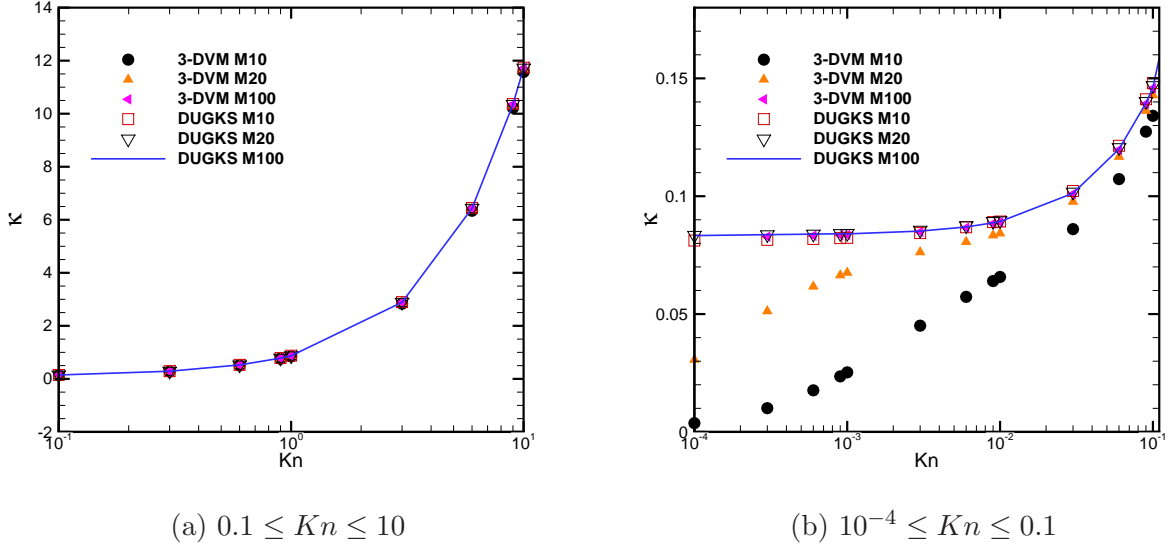 14
12
10
8
6
4
2
0
-2
κ
3-DVM M10
3-DVM M20
3-DVM M100
DUGKS M10
DUGKS M20
DUGKS M100
10⁻¹ 10⁰ 10¹
Kn
(a) 0.1 ≤ Kn ≤ 10
0.15
0.1
0.05
0
κ
3-DVM M10
3-DVM M20
3-DVM M100
DUGKS M10
DUGKS M20
DUGKS M100
10⁻⁴ 10⁻³ 10⁻² 10⁻¹
Kn
(b) 10⁻⁴ ≤ Kn ≤ 0.1